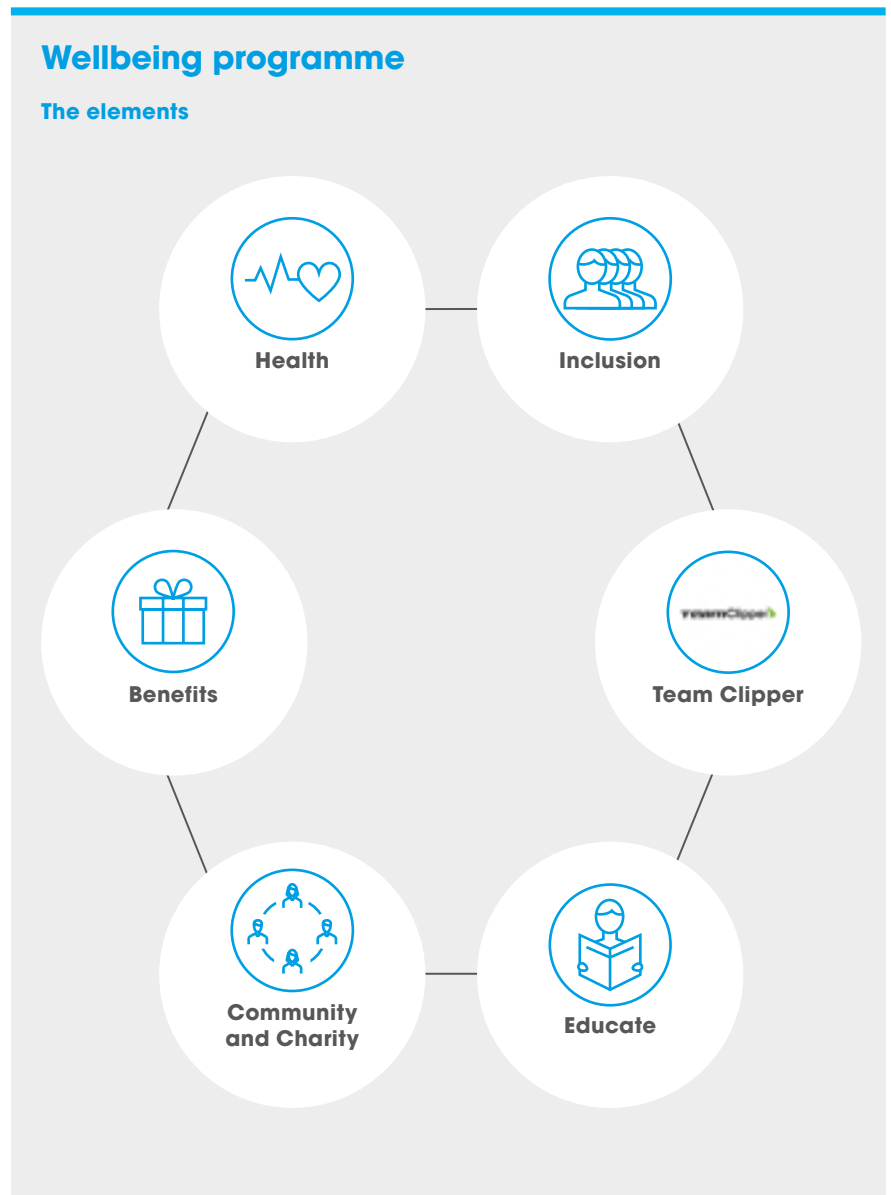 Wellbeing programme
The elements
Health
Inclusion
Benefits
Team Clipper
Community
and Charity
Educate